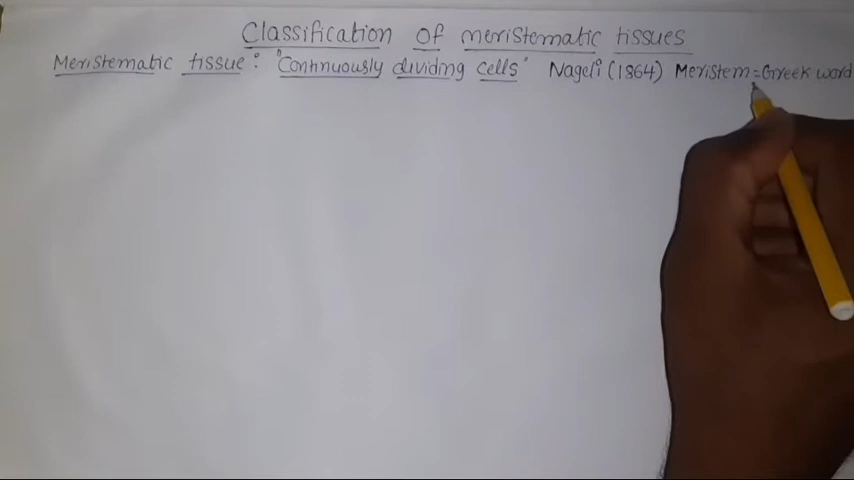 Classification of meristematic tissues
Meristematic tissue : "Continuously dividing cells" Nageli (1864) Meristem = Greek word